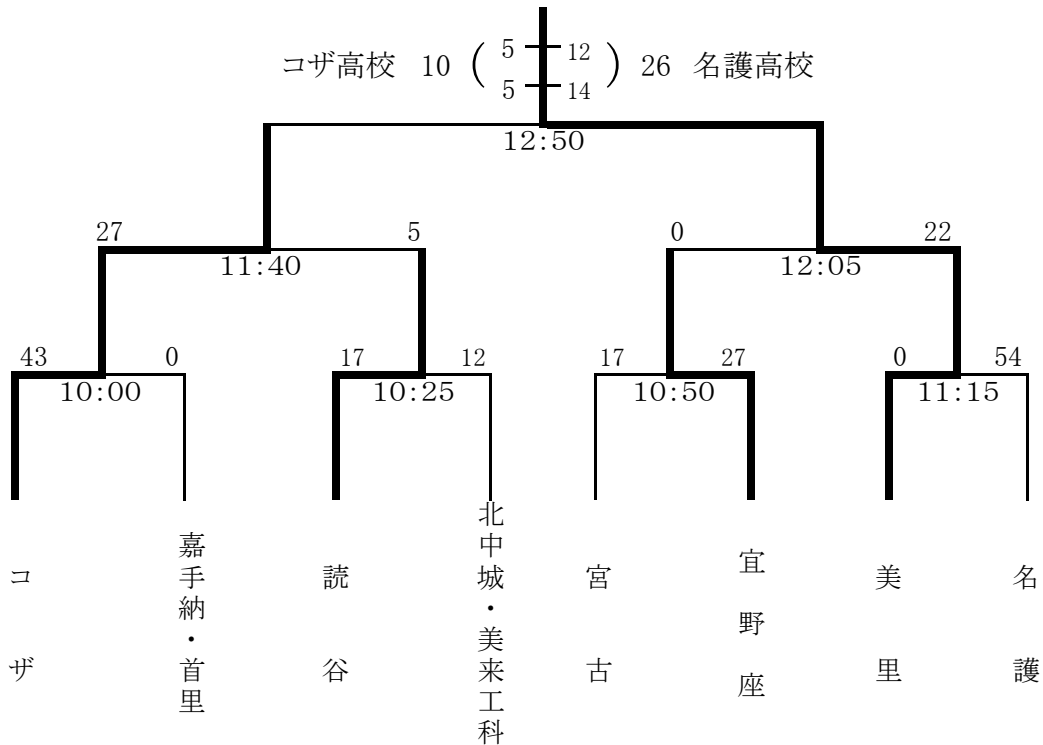 コザ高校 10 ( 5 12 ) 26 名護高校
5 14
12:50
27 5 0 22
11:40 12:05
43 0 17 12 17 27 0 54
10:00 10:25 10:50 11:15
コザ
嘉手納・首里
読谷
北中城・美来工科
宮古
宜野座
美里
名護